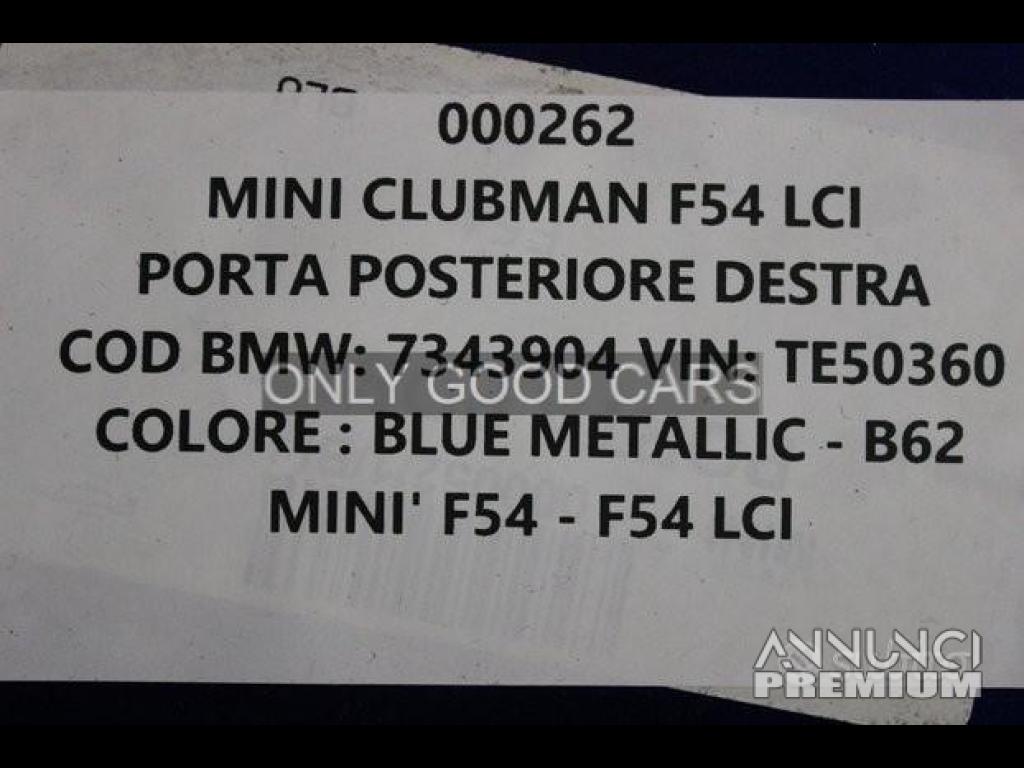 000262
MINI CLUBMAN F54 LCI
PORTA POSTERIORE DESTRA
COD BMW: 7343904 VIN: TE50360
ONLY GOOD CARS
COLORE : BLUE METALLIC - B62
MINI' F54 - F54 LCI
ANNUNCI
PREMIUM